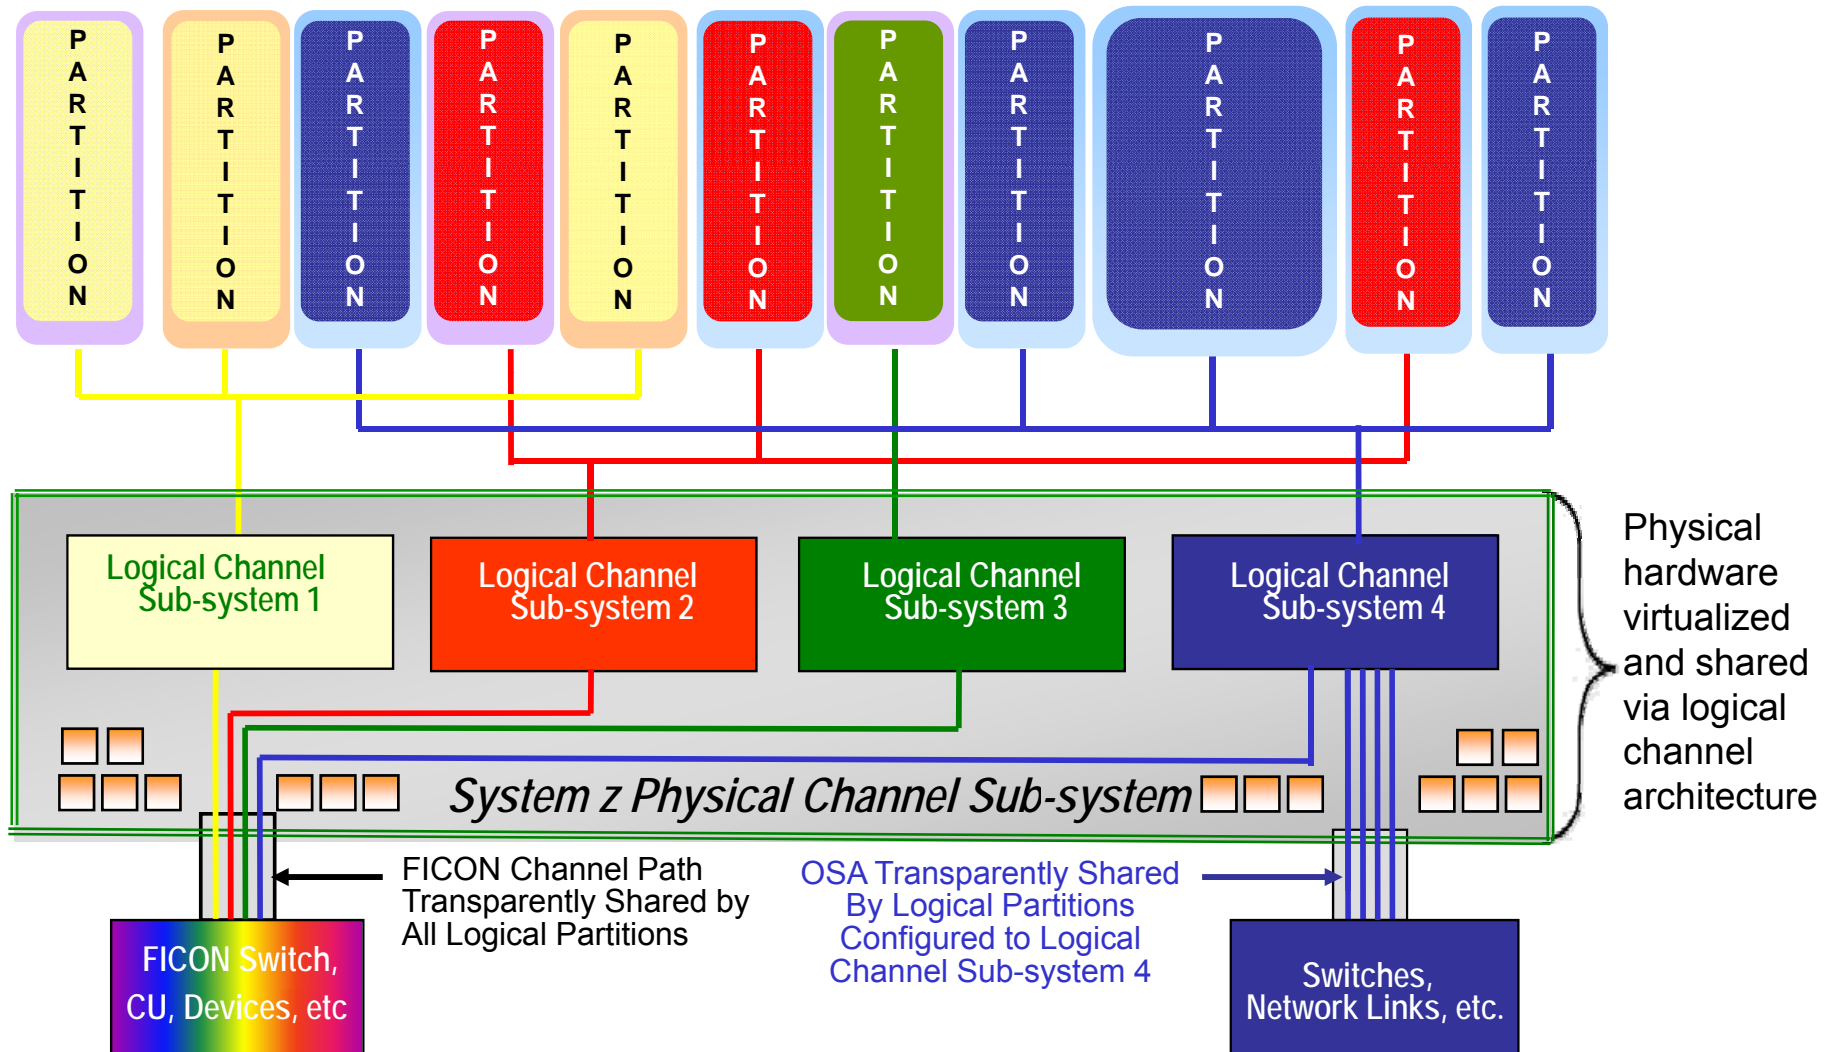 PARTITION
PARTITION
PARTITION
PARTITION
PARTITION
PARTITION
PARTITION
PARTITION
PARTITION
PARTITION
PARTITION
Logical Channel
Sub-system 1
Logical Channel
Sub-system 2
Logical Channel
Sub-system 3
Logical Channel
Sub-system 4
Physical
hardware
virtualized
and shared
via logical
channel
architecture
System z Physical Channel Sub-system
FICON Channel Path
Transparently Shared by
All Logical Partitions
OSA Transparently Shared
By Logical Partitions
Configured to Logical
Channel Sub-system 4
FICON Switch,
CU, Devices, etc
Switches,
Network Links, etc.